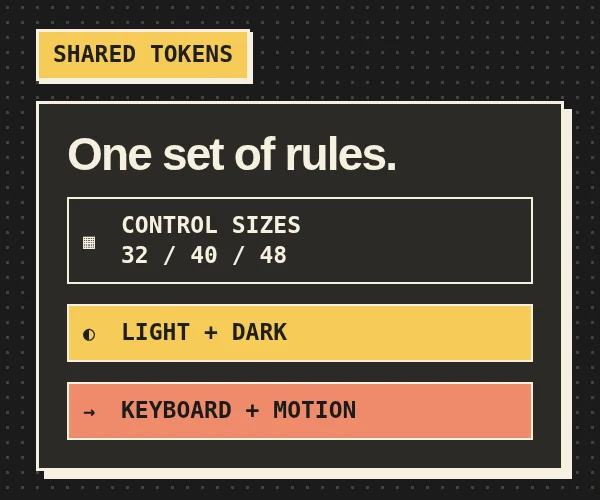 SHARED TOKENS
One set of rules.
▦ CONTROL SIZES
32 / 40 / 48
◐ LIGHT + DARK
→ KEYBOARD + MOTION